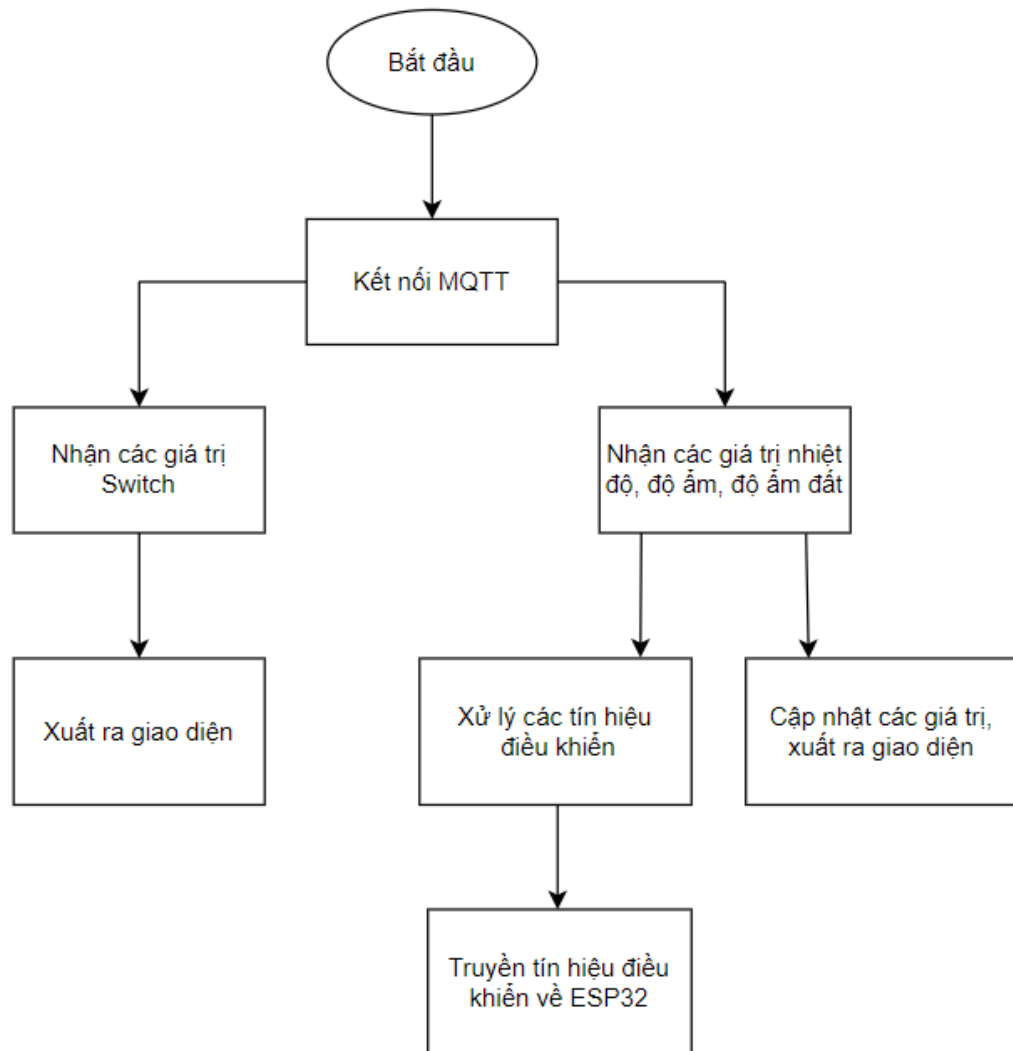 Bắt đầu
Kết nối MQTT
Nhận các giá trị
Switch
Nhận các giá trị nhiệt
độ, độ ẩm, độ ẩm đất
Xuất ra giao diện
Xử lý các tín hiệu
điều khiển
Cập nhật các giá trị,
xuất ra giao diện
Truyền tín hiệu điều
khiển về ESP32